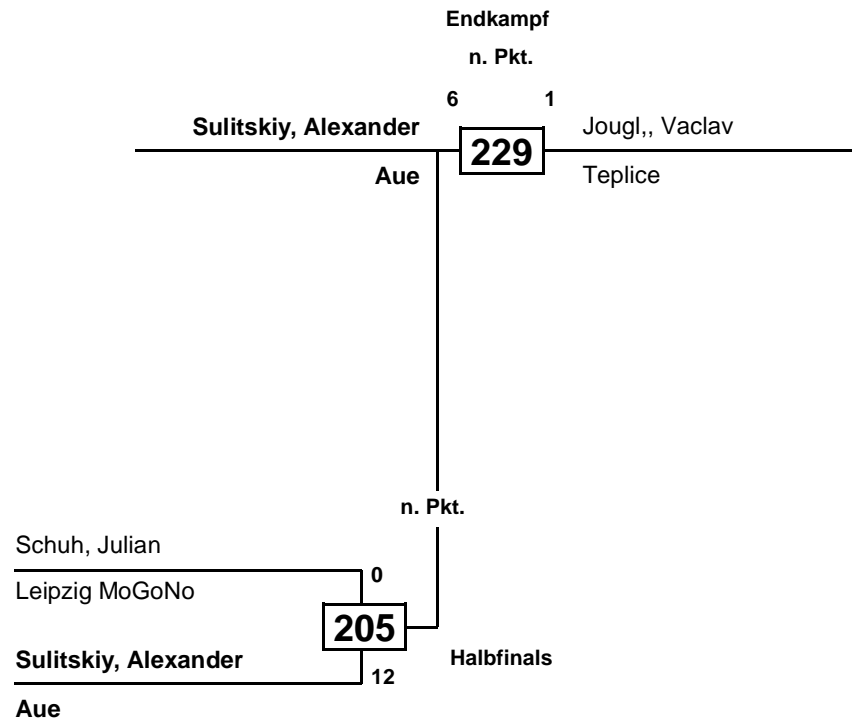 Endkampf
n. Pkt.
6 1
Sulitskiy, Alexander 229 Jougl,, Vaclav
Aue Teplice
n. Pkt.
Schuh, Julian
0
Leipzig MoGoNo
205
Sulitskiy, Alexander Halbfinals
12
Aue